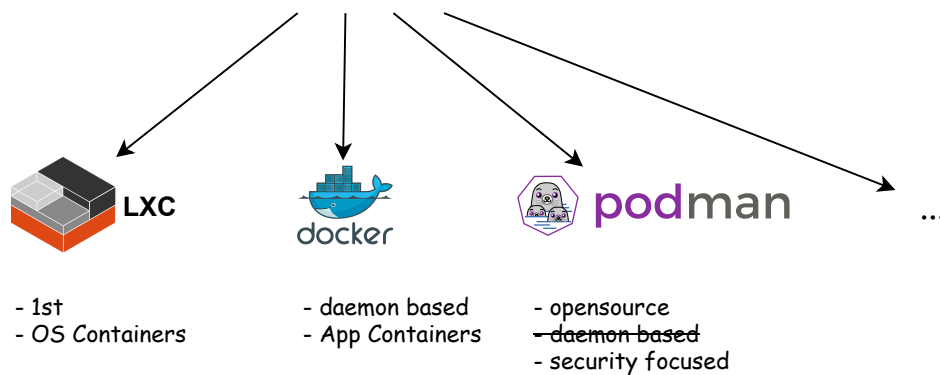 LXC
docker
podman
...
- 1st
- OS Containers
- daemon based
- App Containers
- opensource
- daemon based
- security focused